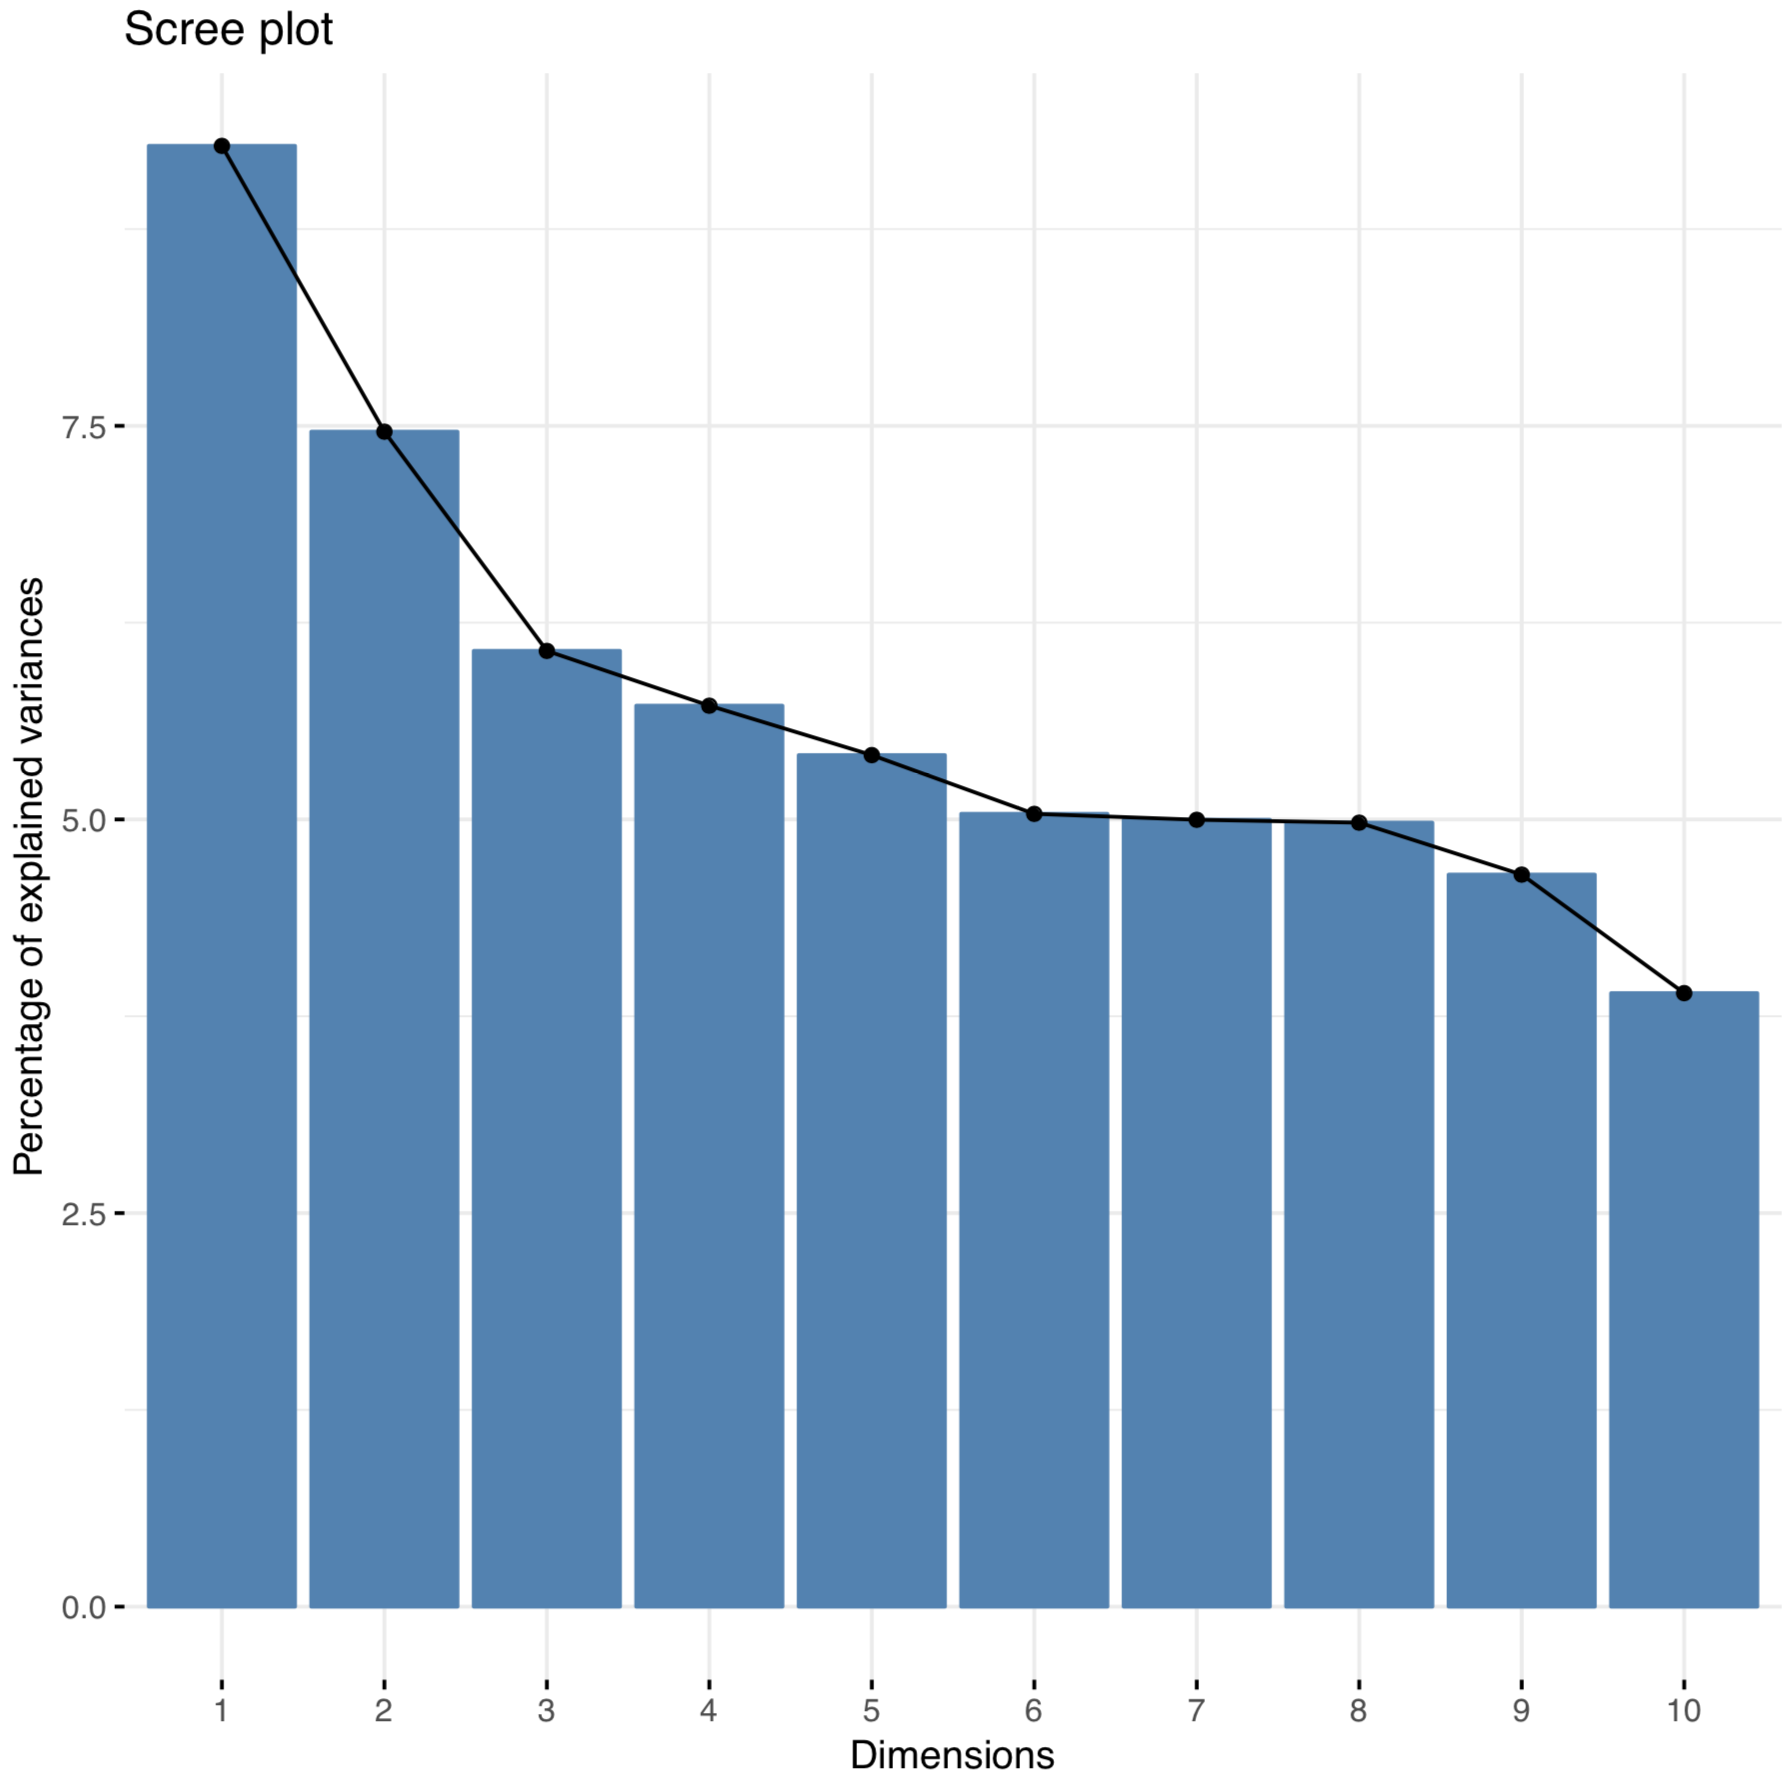 Scree plot
Percentage of explained variances
7.5
5.0
2.5
0.0
1 2 3 4 5 6 7 8 9 10
Dimensions